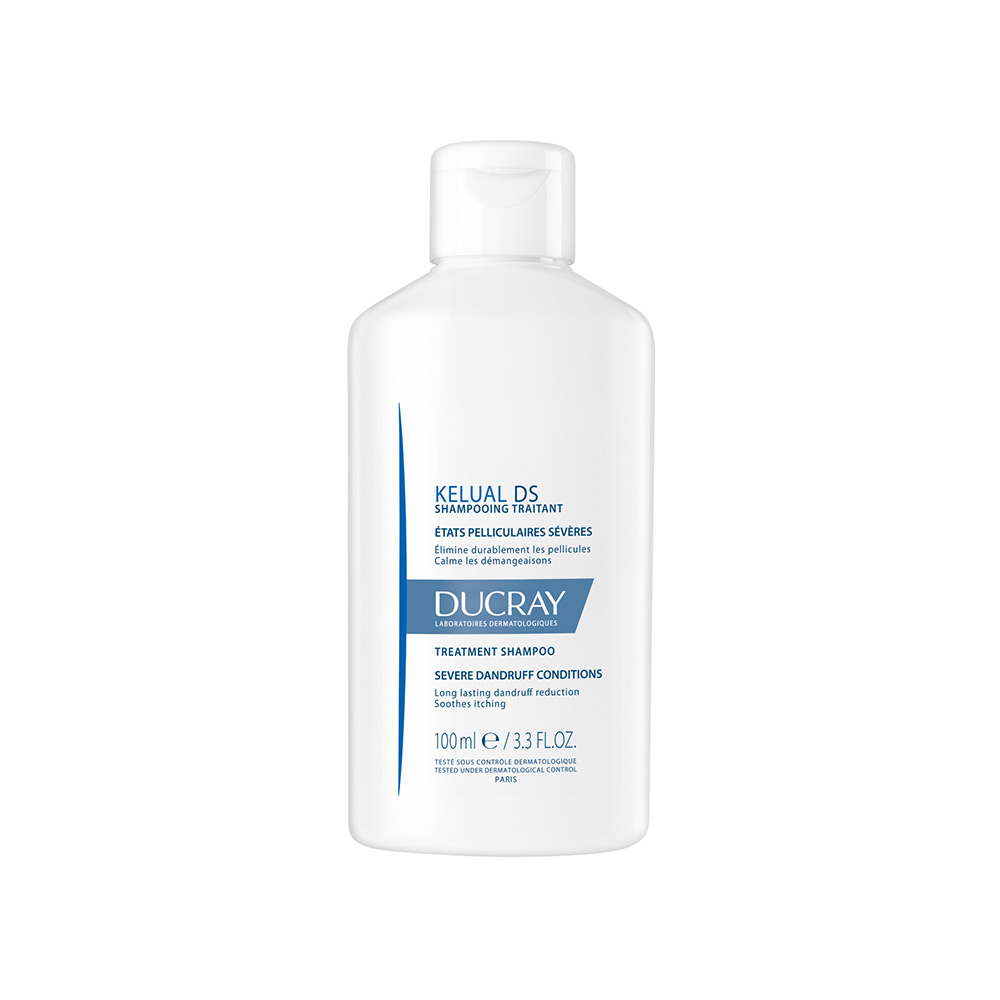 KELUAL DS
SHAMPOOING TRAITANT
ÉTATS PELLICULAIRES SÉVÈRES
Élimine durablement les pellicules
Calme les démangeaisons
DUCRAY
LABORATOIRES DERMATOLOGIQUES
TREATMENT SHAMPOO
SEVERE DANDRUFF CONDITIONS
Long lasting dandruff reduction
Soothes itching
100 ml ℮ / 3.3 FL.OZ.
TESTÉ SOUS CONTRÔLE DERMATOLOGIQUE
TESTED UNDER DERMATOLOGICAL CONTROL
PARIS